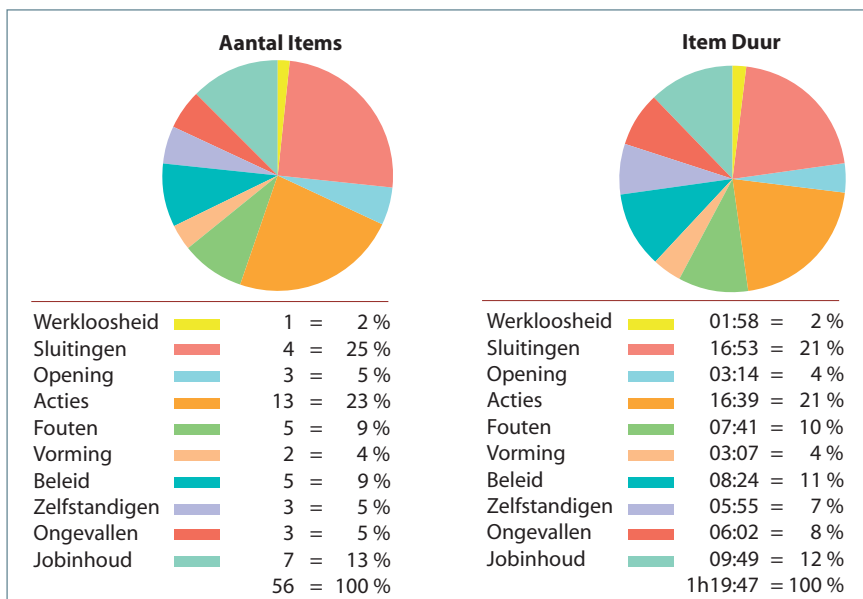 Aantal Items
Werkloosheid 1 = 2 %
Sluitingen 4 = 25 %
Opening 3 = 5 %
Acties 13 = 23 %
Fouten 5 = 9 %
Vorming 2 = 4 %
Beleid 5 = 9 %
Zelfstandigen 3 = 5 %
Ongevallen 3 = 5 %
Jobinhoud 7 = 13 %
56 = 100 %
Item Duur
Werkloosheid 01:58 = 2 %
Sluitingen 16:53 = 21 %
Opening 03:14 = 4 %
Acties 16:39 = 21 %
Fouten 07:41 = 10 %
Vorming 03:07 = 4 %
Beleid 08:24 = 11 %
Zelfstandigen 05:55 = 7 %
Ongevallen 06:02 = 8 %
Jobinhoud 09:49 = 12 %
1h19:47 = 100 %